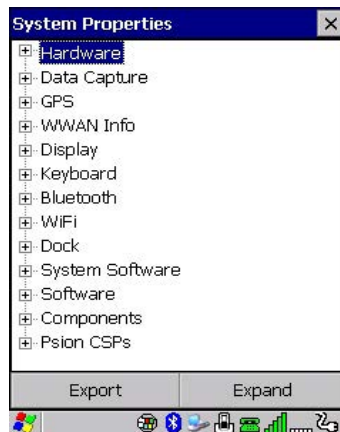 System Properties
Hardware
Data Capture
GPS
WWAN Info
Display
Keyboard
Bluetooth
WiFi
Dock
System Software
Software
Components
Psion CSPs
Export Expand